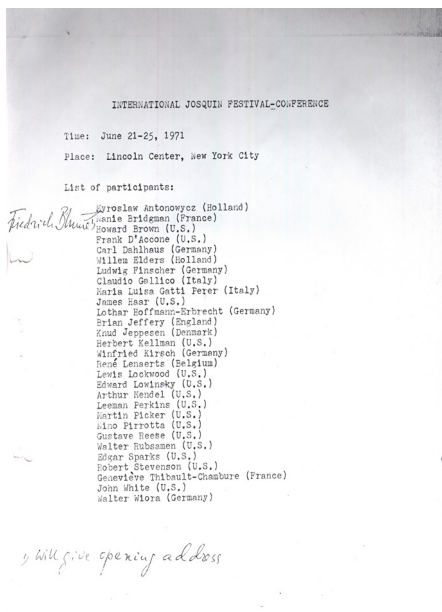 INTERNATIONAL JOSQUIN FESTIVAL-CONFERENCE
Time: June 21-25, 1971
Place: Lincoln Center, New York City
List of participants:
Friedrich Blume¹⁾
Myroslaw Antonowycz (Holland)
Nanie Bridgman (France)
Howard Brown (U.S.)
Frank D'Accone (U.S.)
Carl Dahlhaus (Germany)
Willem Elders (Holland)
Ludwig Finscher (Germany)
Claudio Gallico (Italy)
Maria Luisa Gatti Perer (Italy)
James Haar (U.S.)
Lothar Hoffmann-Erbrecht (Germany)
Brian Jeffery (England)
Knud Jeppesen (Denmark)
Herbert Kellman (U.S.)
Winfried Kirsch (Germany)
René Lenaerts (Belgium)
Lewis Lockwood (U.S.)
Edward Lowinsky (U.S.)
Arthur Mendel (U.S.)
Leeman Perkins (U.S.)
Martin Picker (U.S.)
Nino Pirrotta (U.S.)
Gustave Reese (U.S.)
Walter Rubsamen (U.S.)
Edgar Sparks (U.S.)
Robert Stevenson (U.S.)
Geneviève Thibault-Chambure (France)
John White (U.S.)
Walter Wiora (Germany)
1) Will give opening address